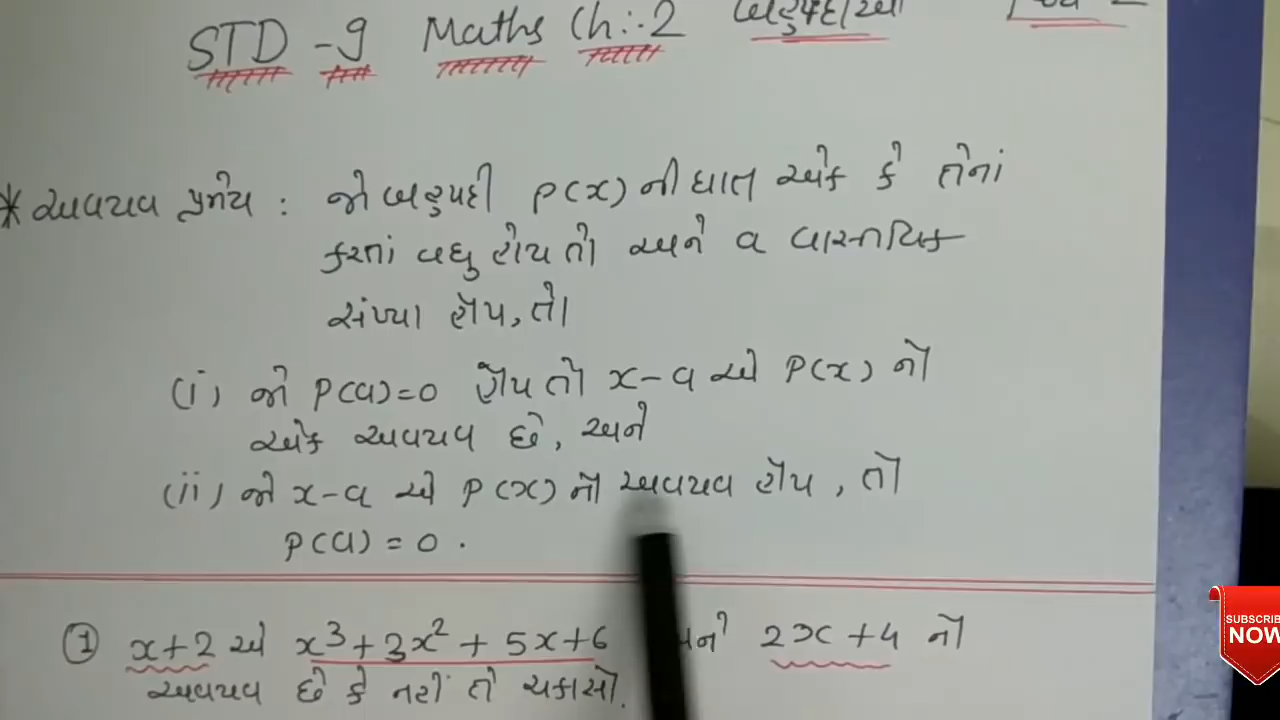 STD - 9 Maths Ch:-2 બહુપદીઓ
* અવયવ પ્રમેય : જો બહુપદી P(x) ની ઘાત એક કે તેનાં
કરતાં વધુ હોય તો અને a વાસ્તવિક
સંખ્યા હોય, તો
(i) જો P(a)=0 હોય તો x-a એ P(x) નો
એક અવયવ છે, અને
(ii) જો x-a એ P(x) નો અવયવ હોય, તો
P(a) = 0 .
① x+2 એ x³+3x² + 5x+6 અને 2x +4 નો
અવયવ છે કે નહીં તે ચકાસો.
SUBSCRIBE
NOW